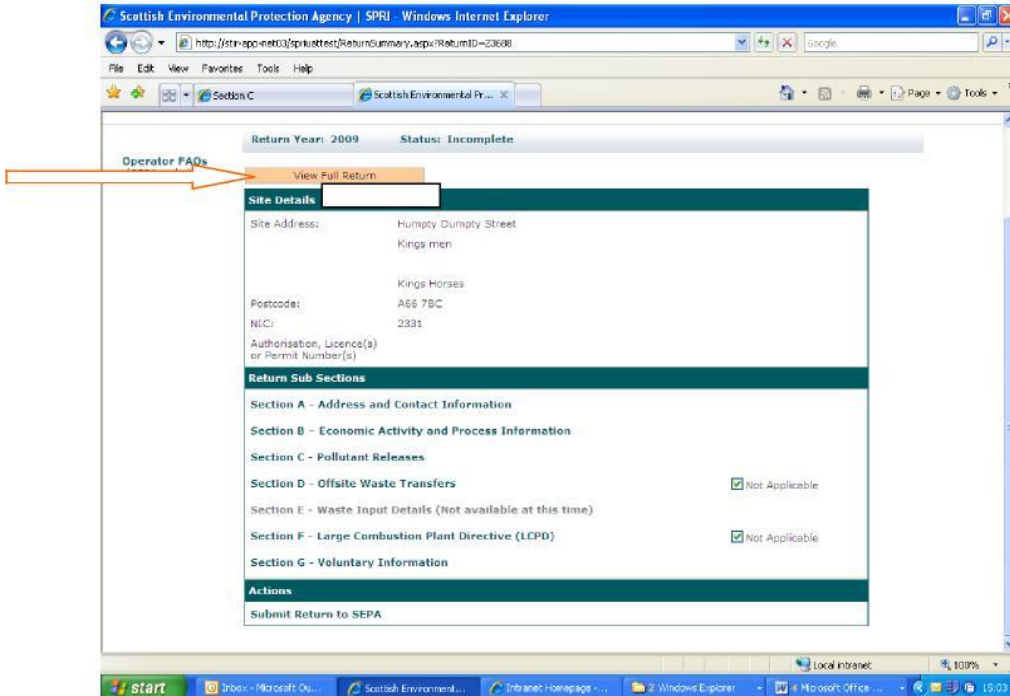 Scottish Environmental Protection Agency | SPRI - Windows Internet Explorer
http://stir-app-net03/spriuattest/ReturnSummary.aspx?ReturnID=23688
Google
File Edit View Favorites Tools Help
Section C
Scottish Environmental Pr...
Page
Tools
Return Year: 2009 Status: Incomplete
Operator FAQs
View Full Return
Site Details
Site Address: Humpty Dumpty Street
Kings men
Kings Horses
Postcode: A66 7BC
NIC: 2331
Authorisation, Licence(s)
or Permit Number(s)
Return Sub Sections
Section A - Address and Contact Information
Section B - Economic Activity and Process Information
Section C - Pollutant Releases
Section D - Offsite Waste Transfers Not Applicable
Section E - Waste Input Details (Not available at this time)
Section F - Large Combustion Plant Directive (LCPD) Not Applicable
Section G - Voluntary Information
Actions
Submit Return to SEPA
Local intranet 100%
start Inbox - Microsoft Ou... Scottish Environment... Intranet Homepage -... 2 Windows Explorer 4 Microsoft Office ... 15:03